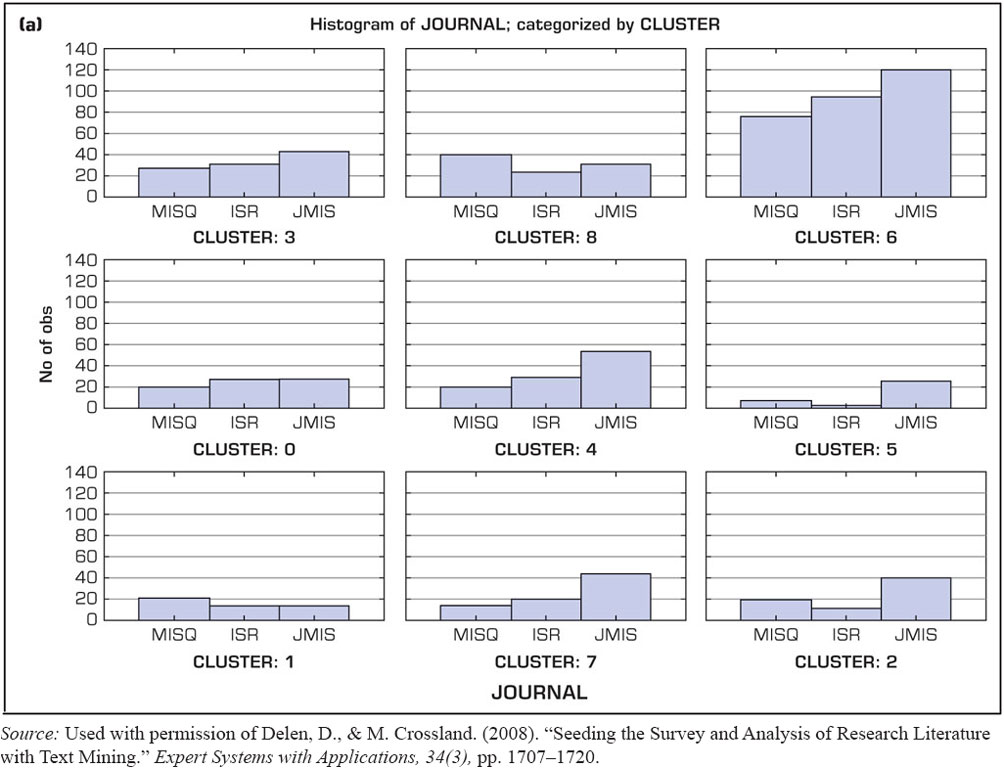 (a)
Histogram of JOURNAL; categorized by CLUSTER
140
120
100
80
60
40
20
0
MISQ ISR JMIS
CLUSTER: 3
MISQ ISR JMIS
CLUSTER: 8
MISQ ISR JMIS
CLUSTER: 6
No of obs
140
120
100
80
60
40
20
0
MISQ ISR JMIS
CLUSTER: 0
MISQ ISR JMIS
CLUSTER: 4
MISQ ISR JMIS
CLUSTER: 5
140
120
100
80
60
40
20
0
MISQ ISR JMIS
CLUSTER: 1
MISQ ISR JMIS
CLUSTER: 7
MISQ ISR JMIS
CLUSTER: 2
JOURNAL
Source: Used with permission of Delen, D., & M. Crossland. (2008). “Seeding the Survey and Analysis of Research Literature
with Text Mining.” Expert Systems with Applications, 34(3), pp. 1707–1720.